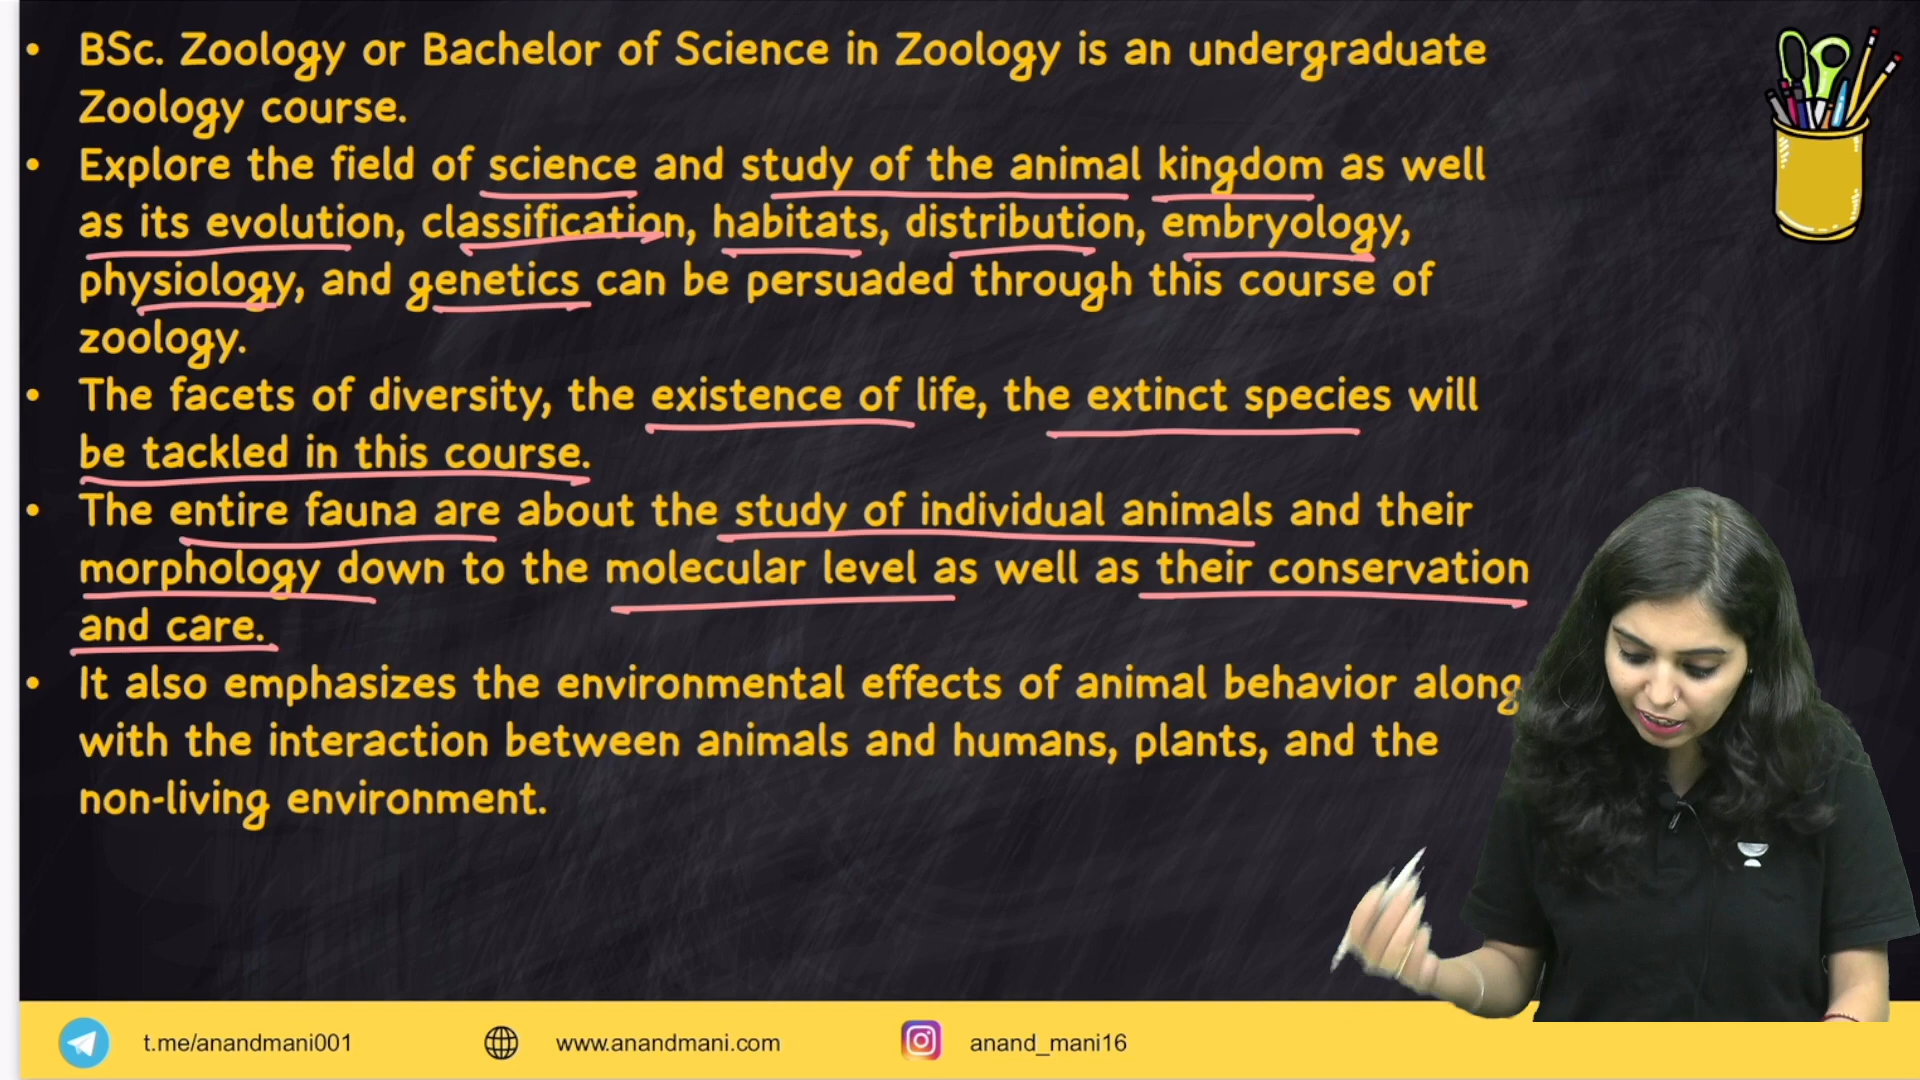 • BSc. Zoology or Bachelor of Science in Zoology is an undergraduate
Zoology course.
• Explore the field of science and study of the animal kingdom as well
as its evolution, classification, habitats, distribution, embryology,
physiology, and genetics can be persuaded through this course of
zoology.
• The facets of diversity, the existence of life, the extinct species will
be tackled in this course.
• The entire fauna are about the study of individual animals and their
morphology down to the molecular level as well as their conservation
and care.
• It also emphasizes the environmental effects of animal behavior along
with the interaction between animals and humans, plants, and the
non-living environment.
t.me/anandmani001 www.anandmani.com anand_mani16